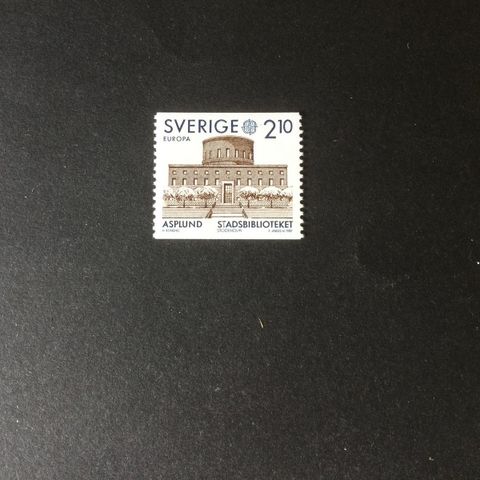 SVERIGE 2.10
EUROPA
ASPLUND STADSBIBLIOTEKET
STOCKHOLM